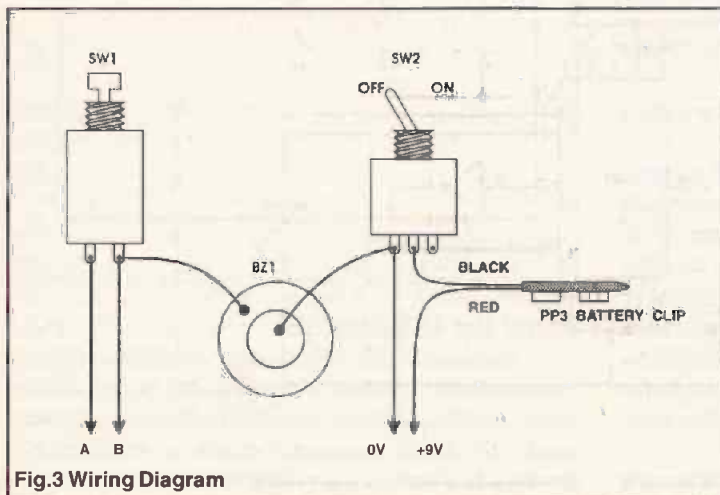 SW1
SW2
OFF ON
BZ1
BLACK
RED
PP3 BATTERY CLIP
A B 0V +9V
Fig.3 Wiring Diagram